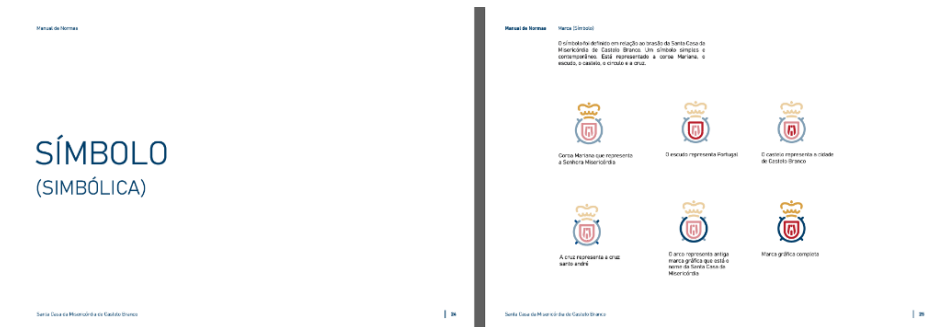 Manual de Normas
SÍMBOLO
(SIMBÓLICA)
Santa Casa da Misericórdia de Castelo Branco
Manual de Normas
Marca (Símbolo)
O símbolo foi definido em relação ao brasão da Santa Casa da
Misericórdia de Castelo Branco. Um símbolo simples e
contemporâneo. Está representado a coroa Mariana, o
escudo, o castelo, o círculo e a cruz.
Coroa Mariana que representa
a Senhora Misericórdia
O escudo representa Portugal
O castelo representa a cidade
de Castelo Branco
A cruz representa a cruz
santo andré
O arco representa antiga
marca gráfica que está o
nome da Santa Casa da
Misericórdia
Marca gráfica completa
Santa Casa da Misericórdia de Castelo Branco